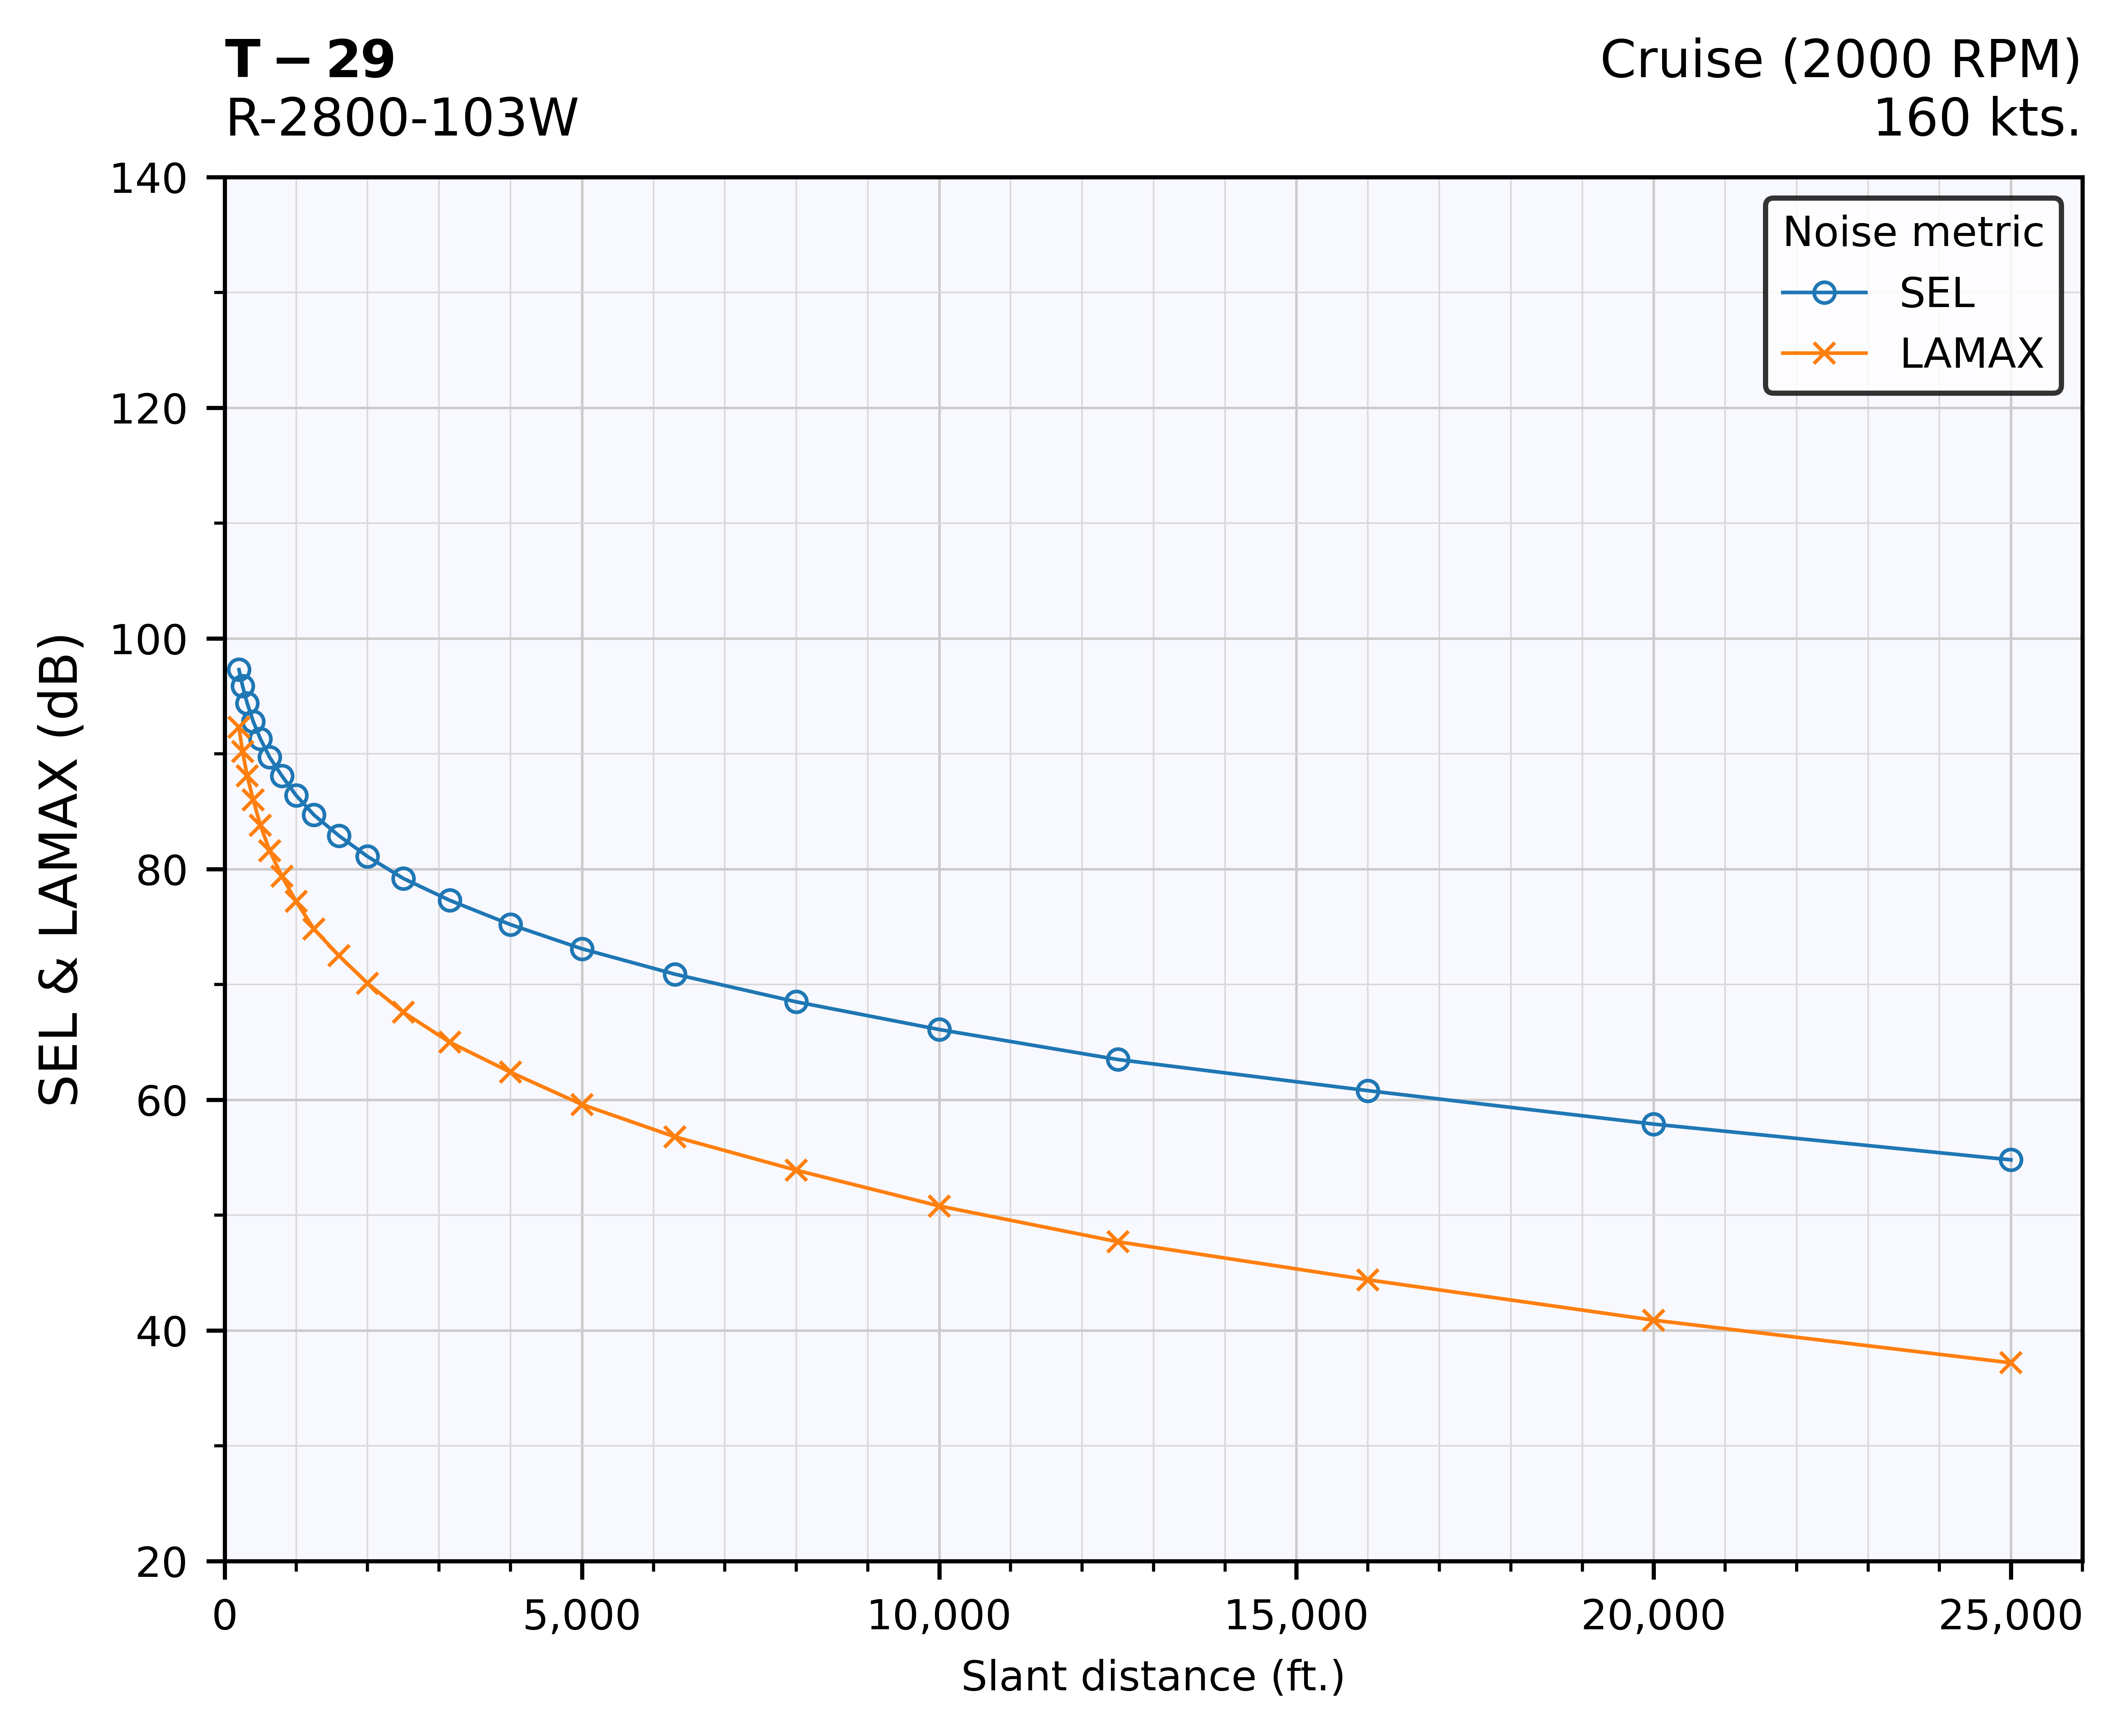 T − 29
R-2800-103W
Cruise (2000 RPM)
160 kts.
140
120
100
80
60
40
20
SEL & LAMAX (dB)
Noise metric
SEL
LAMAX
0
5,000
10,000
15,000
20,000
25,000
Slant distance (ft.)